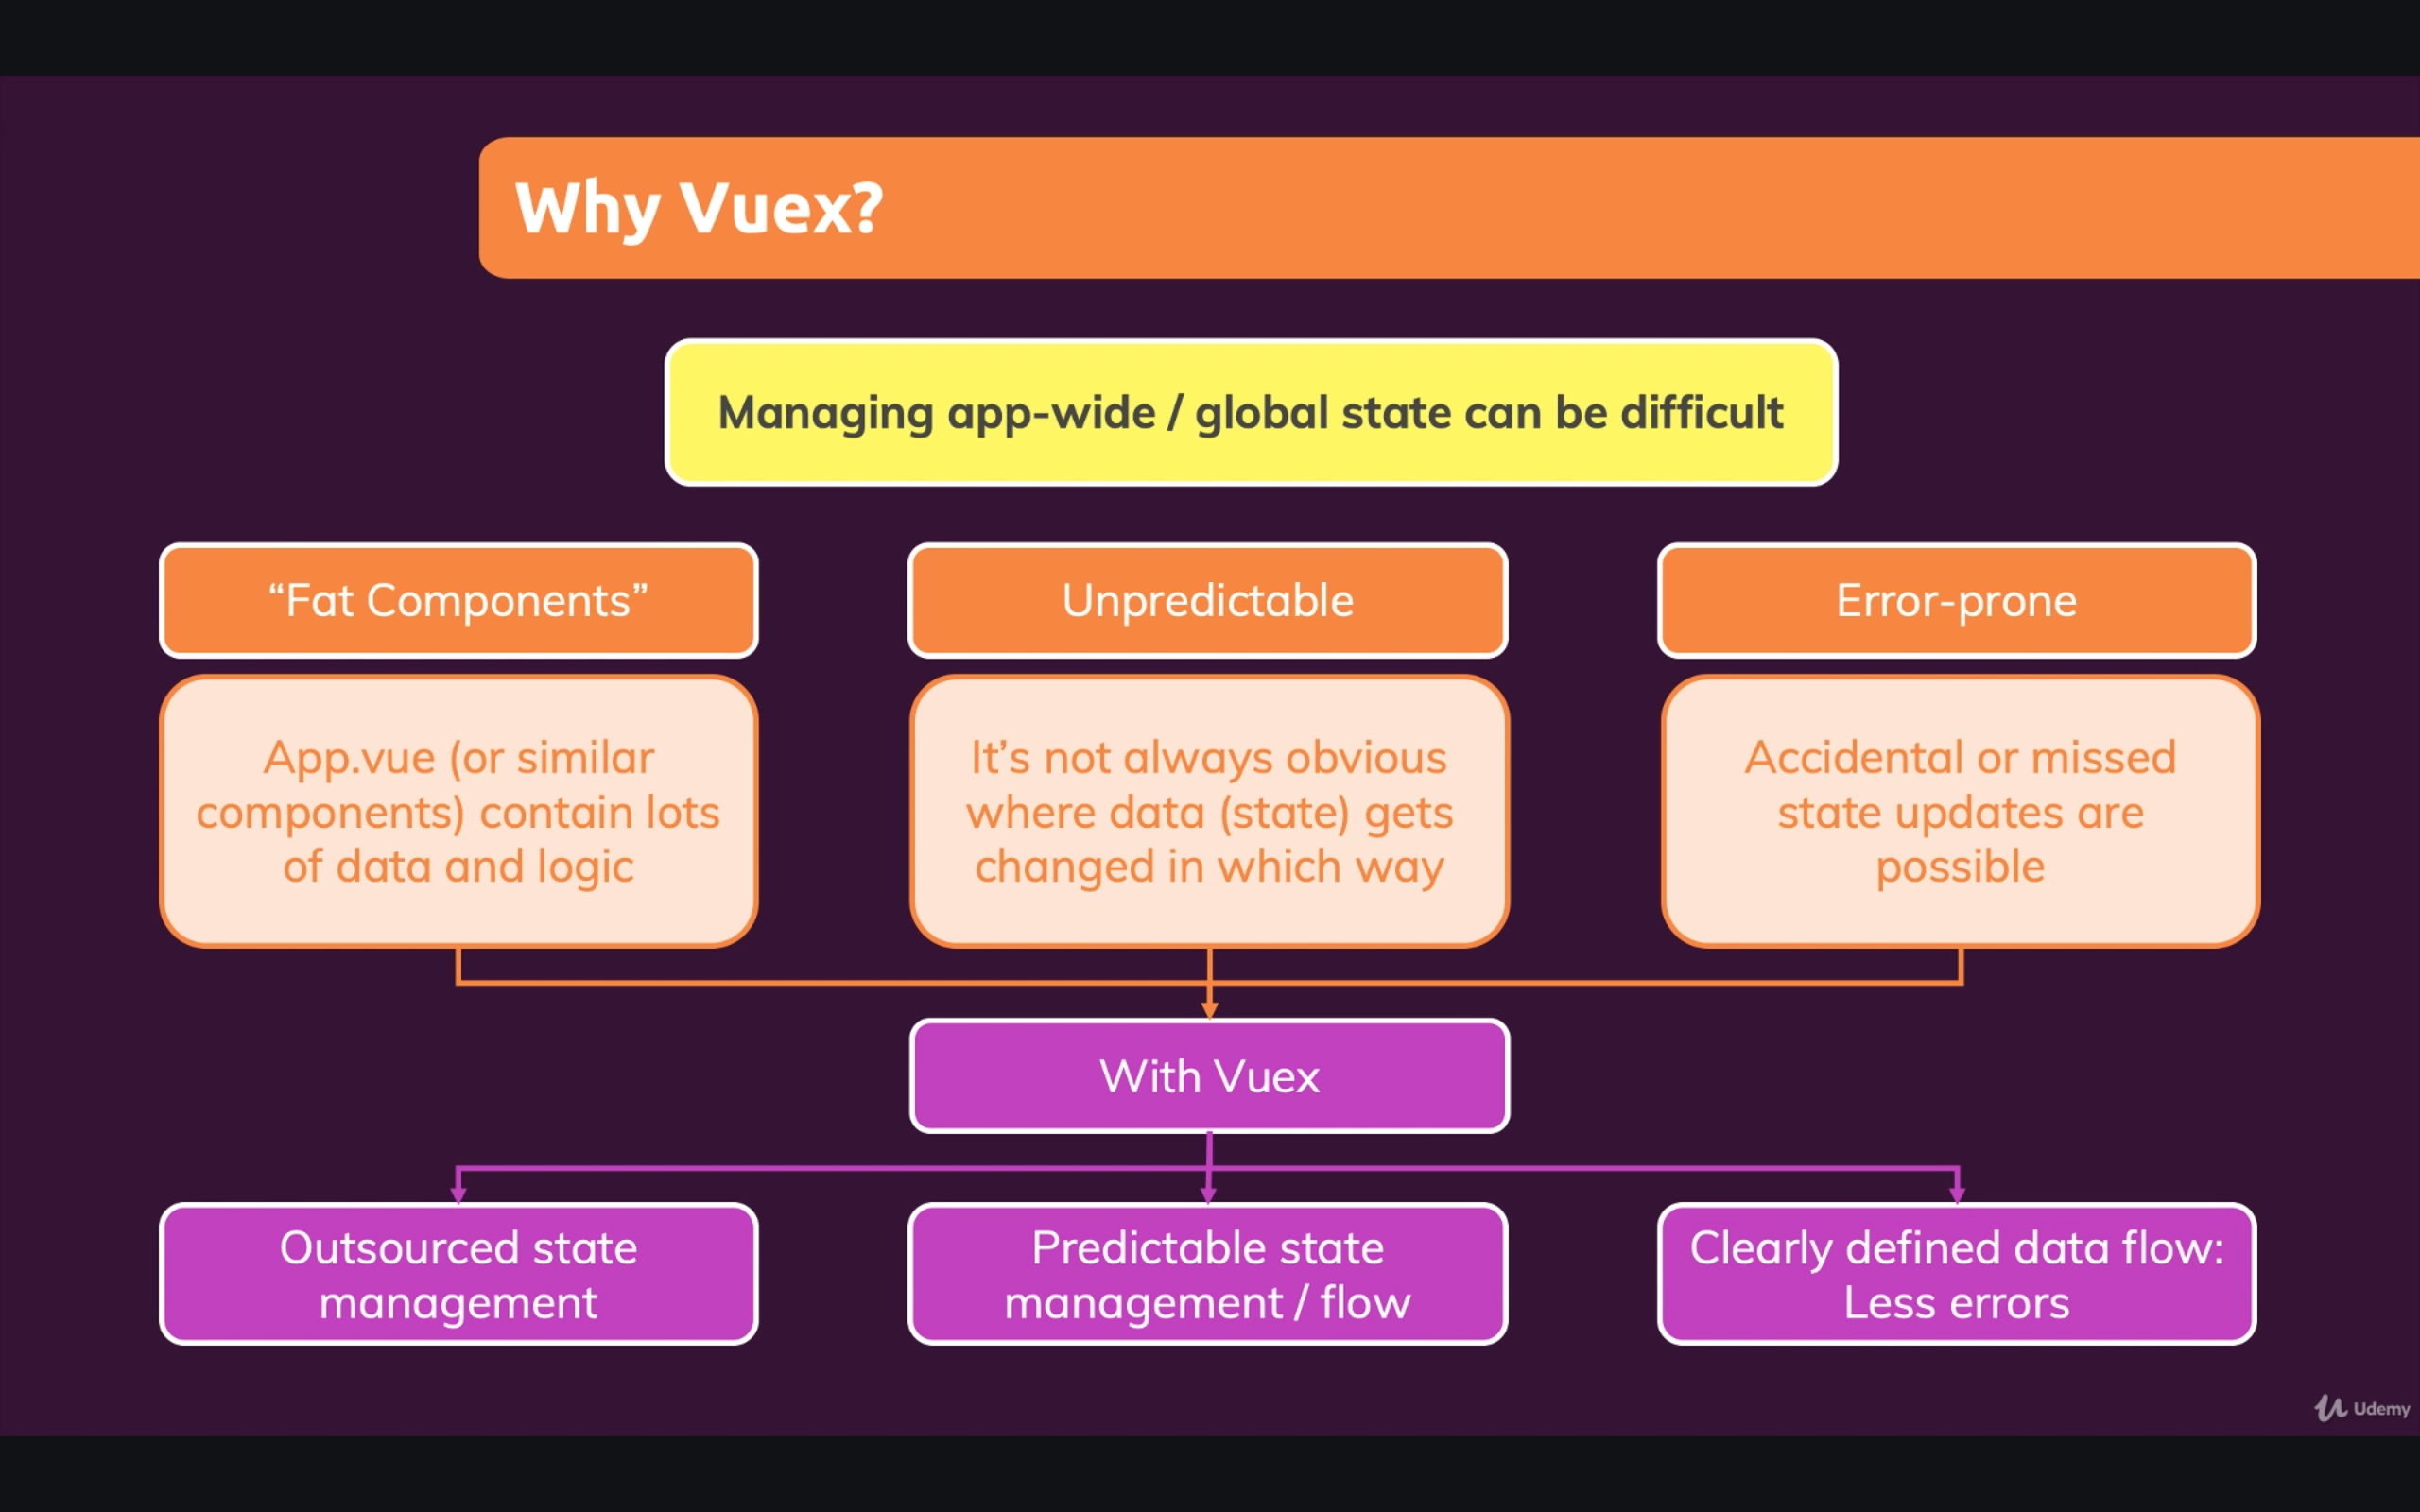 Why Vuex?
Managing app-wide / global state can be difficult
“Fat Components”
App.vue (or similar
components) contain lots
of data and logic
Unpredictable
It’s not always obvious
where data (state) gets
changed in which way
Error-prone
Accidental or missed
state updates are
possible
With Vuex
Outsourced state
management
Predictable state
management / flow
Clearly defined data flow:
Less errors
Udemy